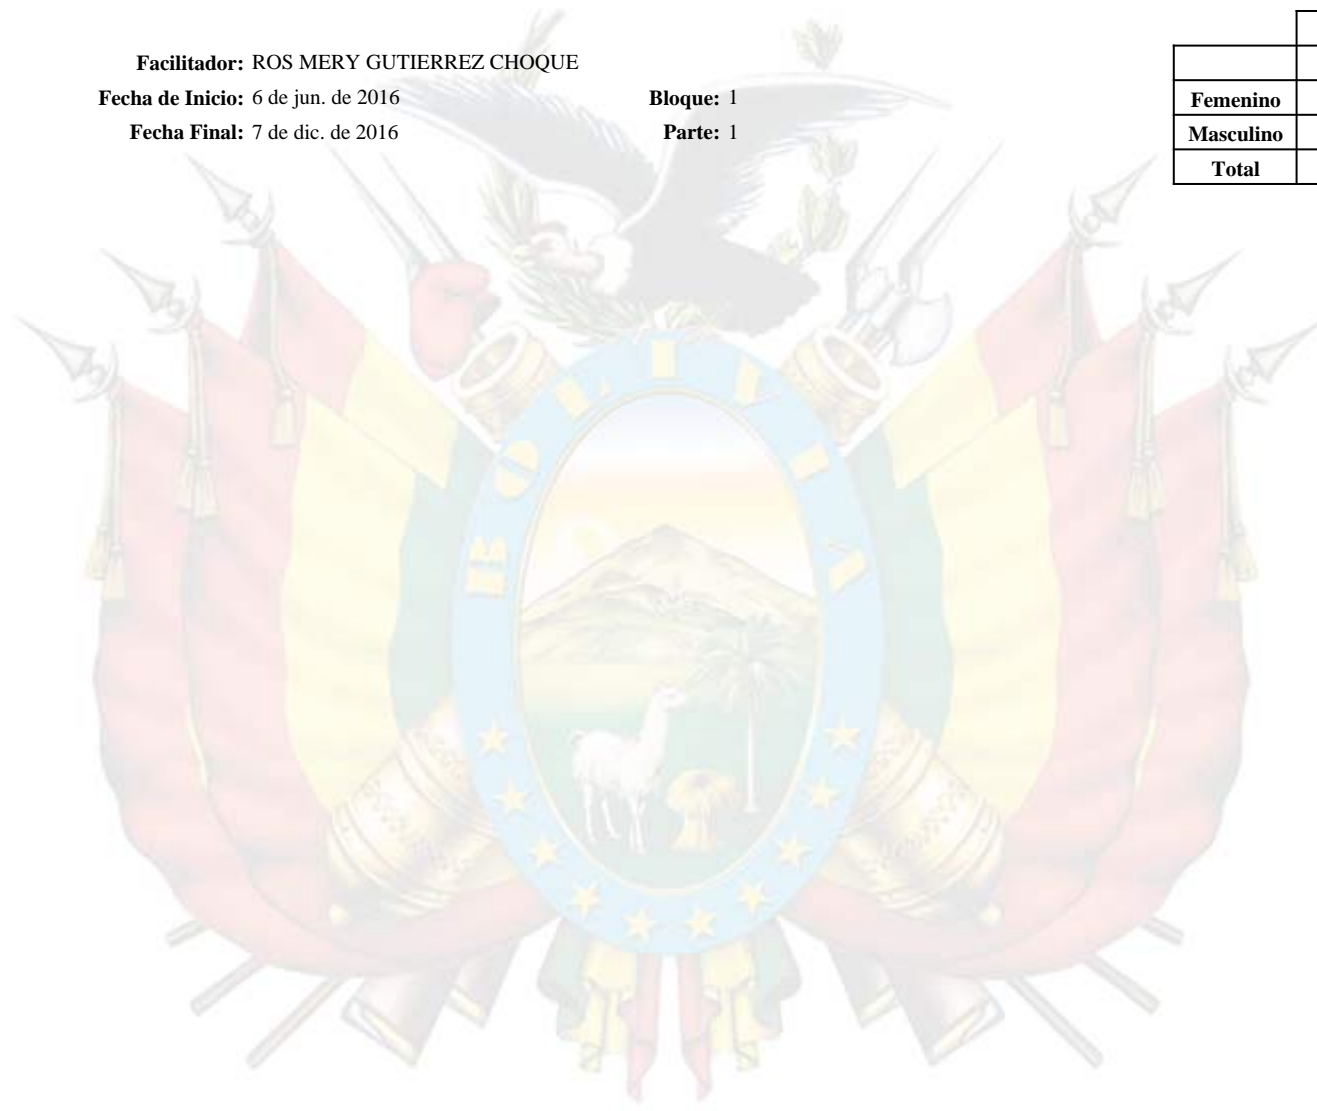 Facilitador: ROS MERY GUTIERREZ CHOQUE
Fecha de Inicio: 6 de jun. de 2016 Bloque: 1
Fecha Final: 7 de dic. de 2016 Parte: 1
Femenino
Masculino
Total
BOLIVIA